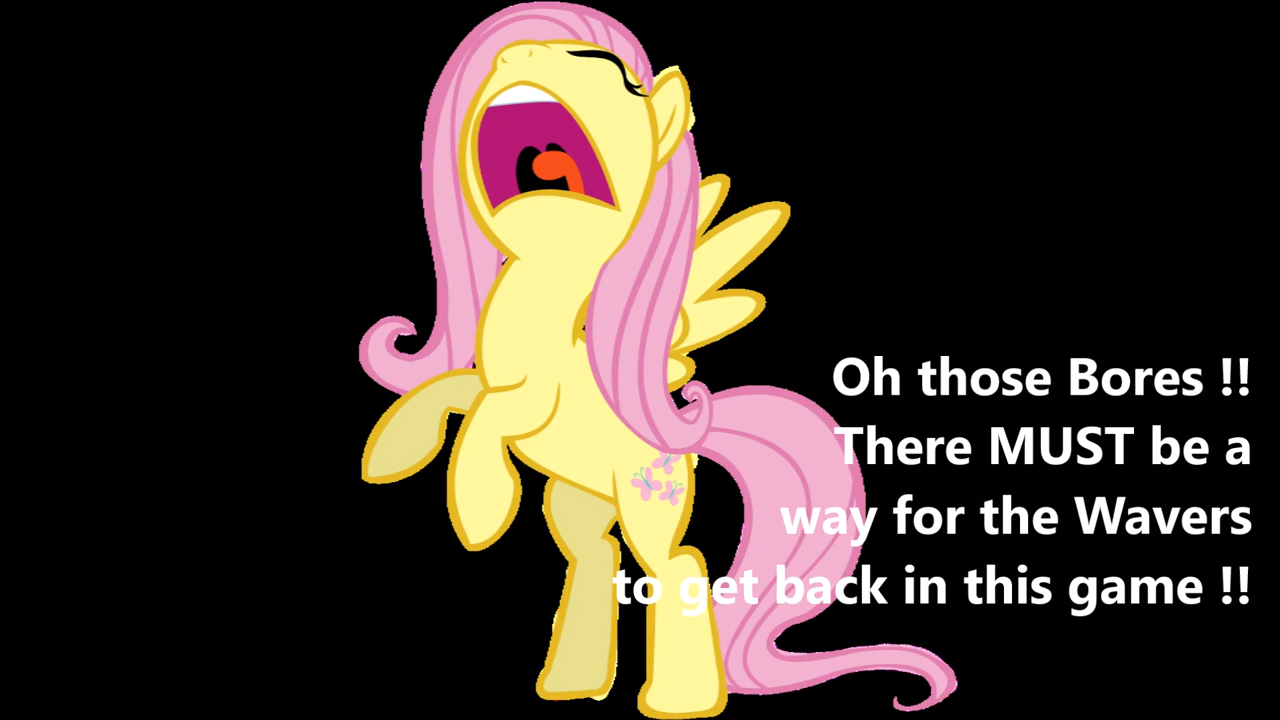 Oh those Bores !!
There MUST be a
way for the Wavers
to get back in this game !!